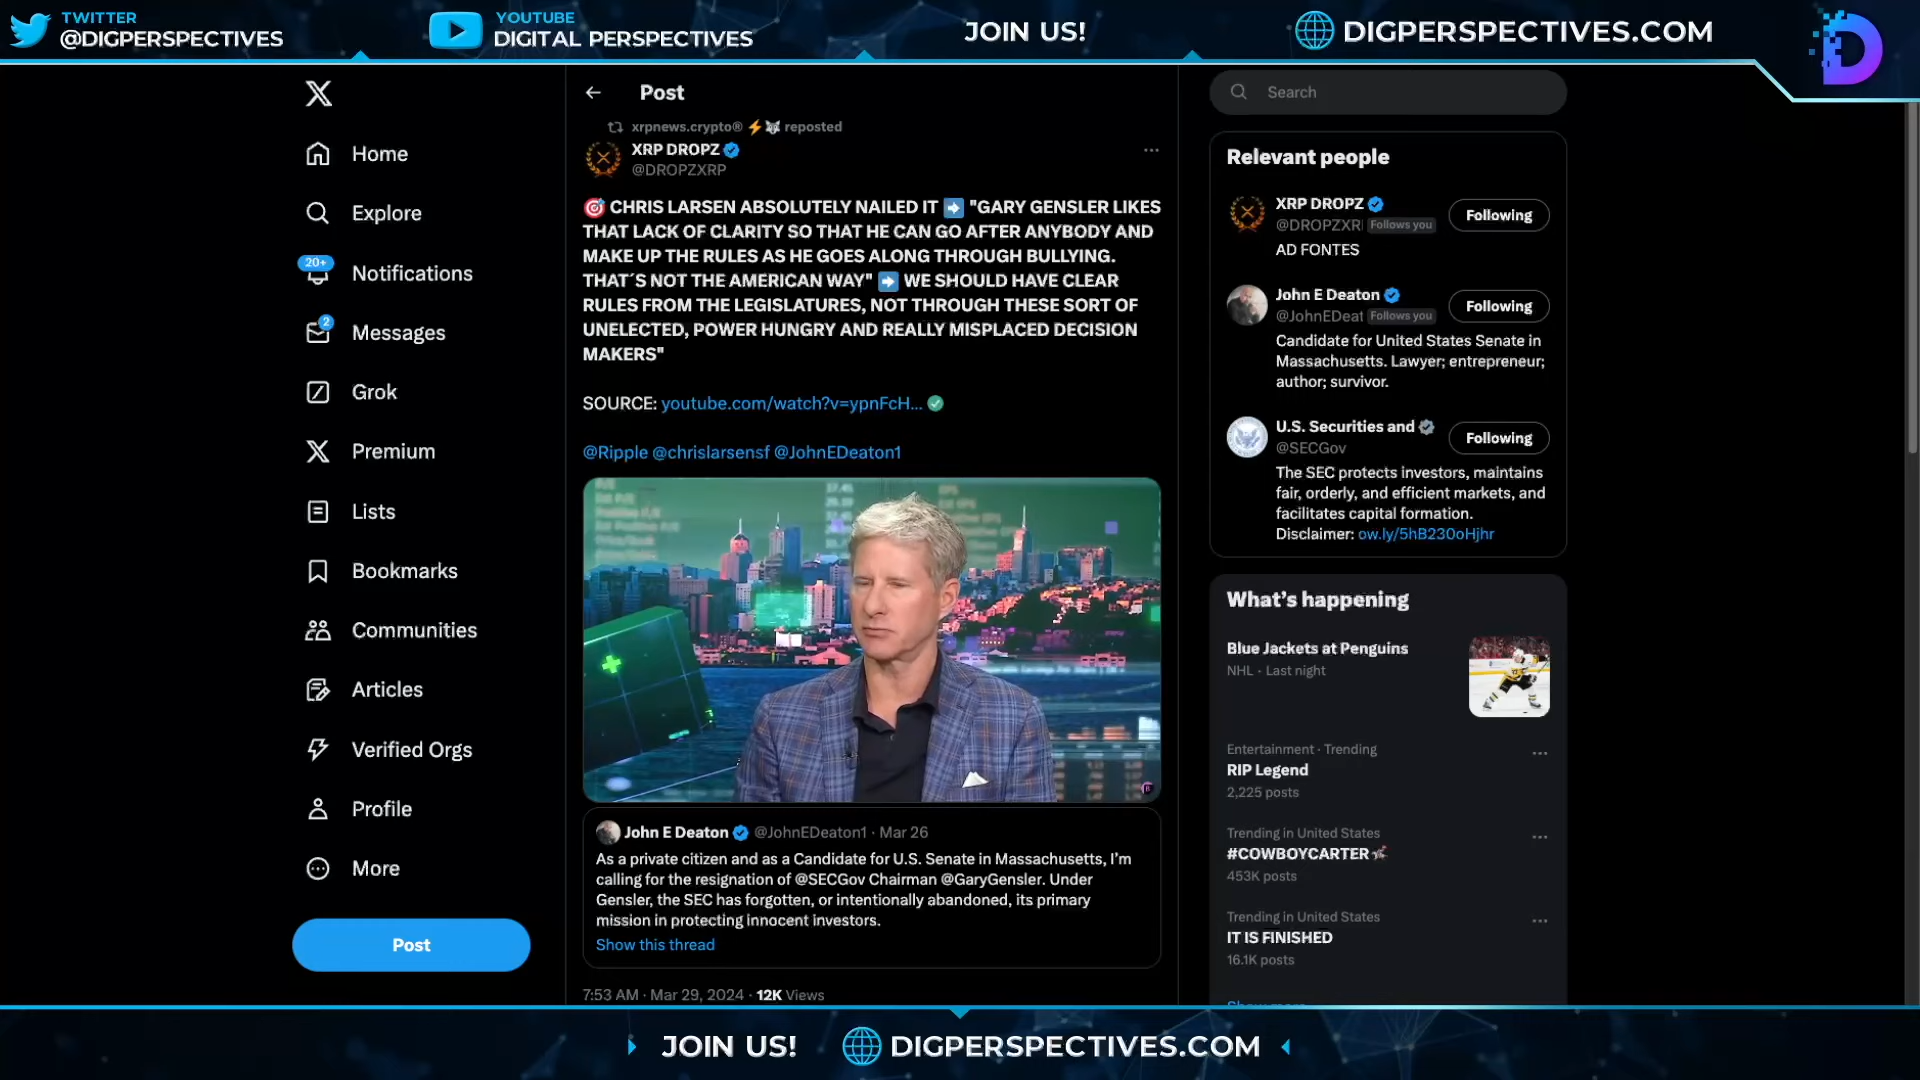 TWITTER
@DIGPERSPECTIVES
YOUTUBE
DIGITAL PERSPECTIVES
JOIN US!
DIGPERSPECTIVES.COM
Home
Explore
20+
Notifications
2
Messages
Grok
Premium
Lists
Bookmarks
Communities
Articles
Verified Orgs
Profile
More
Post
Post
xrpnews.crypto® ⚡🐺 reposted
XRP DROPZ
@DROPZXRP
🎯 CHRIS LARSEN ABSOLUTELY NAILED IT ➡️ "GARY GENSLER LIKES
THAT LACK OF CLARITY SO THAT HE CAN GO AFTER ANYBODY AND
MAKE UP THE RULES AS HE GOES ALONG THROUGH BULLYING.
THAT´S NOT THE AMERICAN WAY" ➡️ WE SHOULD HAVE CLEAR
RULES FROM THE LEGISLATURES, NOT THROUGH THESE SORT OF
UNELECTED, POWER HUNGRY AND REALLY MISPLACED DECISION
MAKERS"
SOURCE: youtube.com/watch?v=ypnFcH...
@Ripple @chrislarsensf @JohnEDeaton1
John E Deaton @JohnEDeaton1 · Mar 26
As a private citizen and as a Candidate for U.S. Senate in Massachusetts, I'm
calling for the resignation of @SECGov Chairman @GaryGensler. Under
Gensler, the SEC has forgotten, or intentionally abandoned, its primary
mission in protecting innocent investors.
Show this thread
7:53 AM · Mar 29, 2024 · 12K Views
Search
Relevant people
XRP DROPZ
@DROPZXR Follows you
Following
AD FONTES
John E Deaton
@JohnEDeat Follows you
Following
Candidate for United States Senate in
Massachusetts. Lawyer; entrepreneur;
author; survivor.
U.S. Securities and
@SECGov
Following
The SEC protects investors, maintains
fair, orderly, and efficient markets, and
facilitates capital formation.
Disclaimer: ow.ly/5hB230oHjhr
What's happening
Blue Jackets at Penguins
NHL · Last night
Entertainment · Trending
RIP Legend
2,225 posts
Trending in United States
#COWBOYCARTER
453K posts
Trending in United States
IT IS FINISHED
16.1K posts
Show more
JOIN US!
DIGPERSPECTIVES.COM